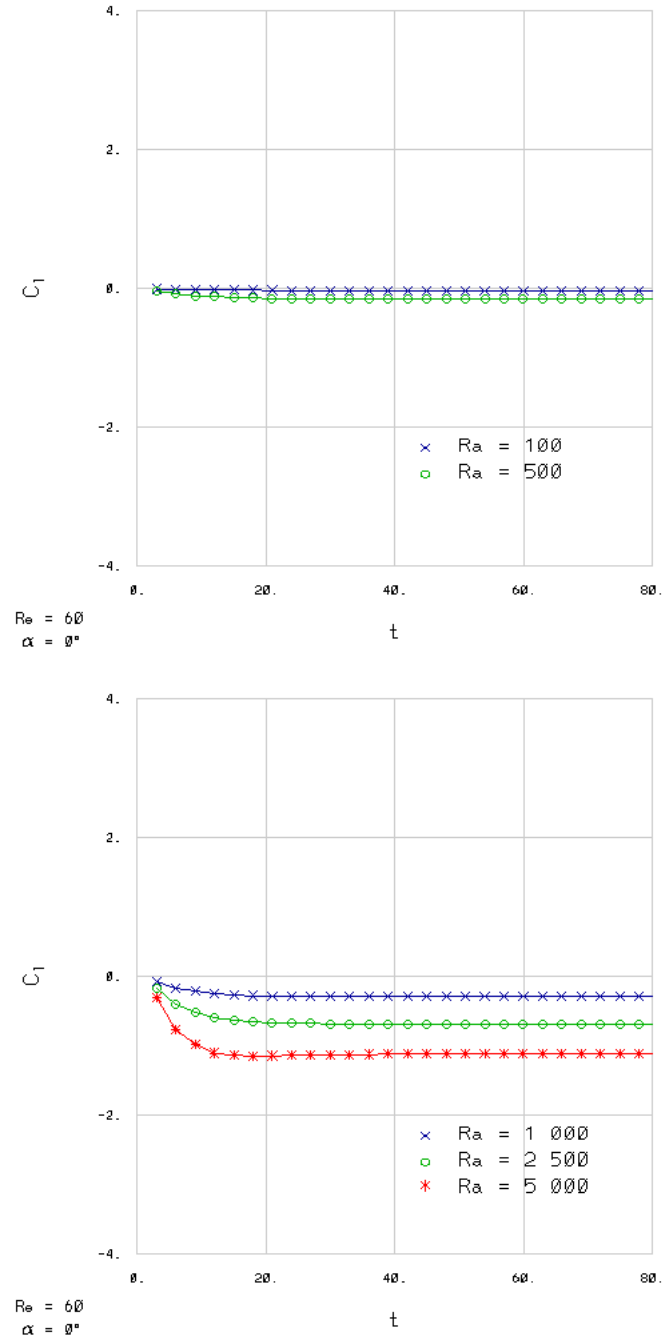 4.
2.
0.
C1
-2.
× Ra = 100
○ Ra = 500
-4.
0. 20. 40. 60. 80.
Re = 60
α = 0°
t
4.
2.
0.
C1
-2.
× Ra = 1 000
○ Ra = 2 500
* Ra = 5 000
-4.
0. 20. 40. 60. 80.
Re = 60
α = 0°
t